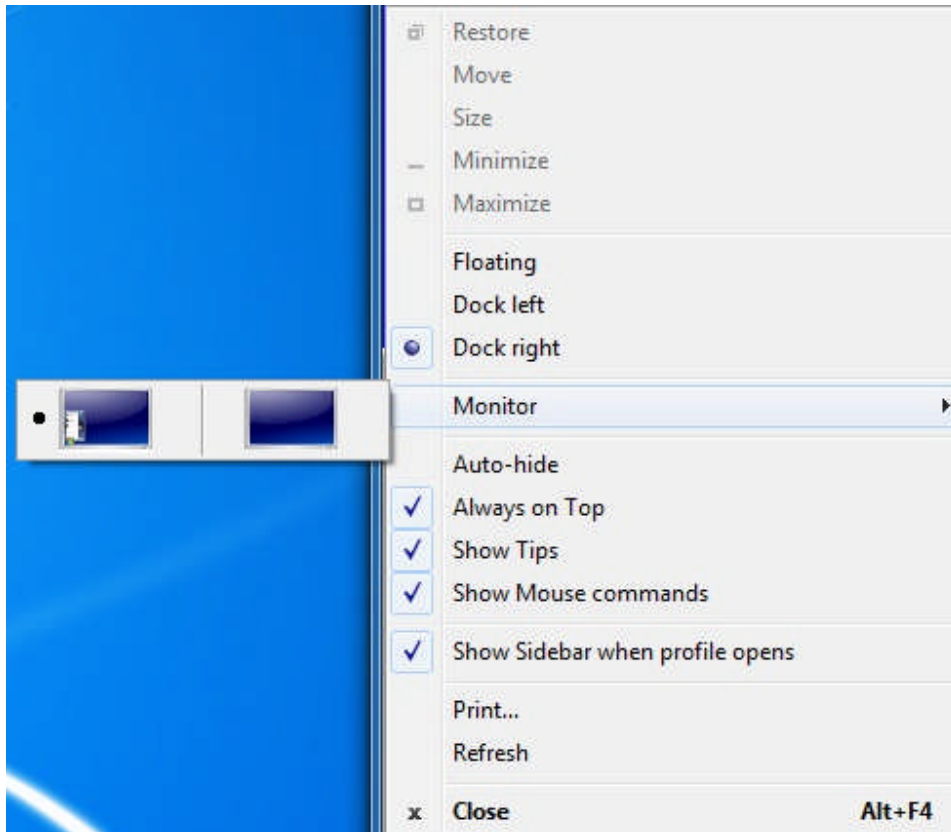 Restore
Move
Size
Minimize
Maximize
Floating
Dock left
Dock right
Monitor
Auto-hide
Always on Top
Show Tips
Show Mouse commands
Show Sidebar when profile opens
Print...
Refresh
Close Alt+F4